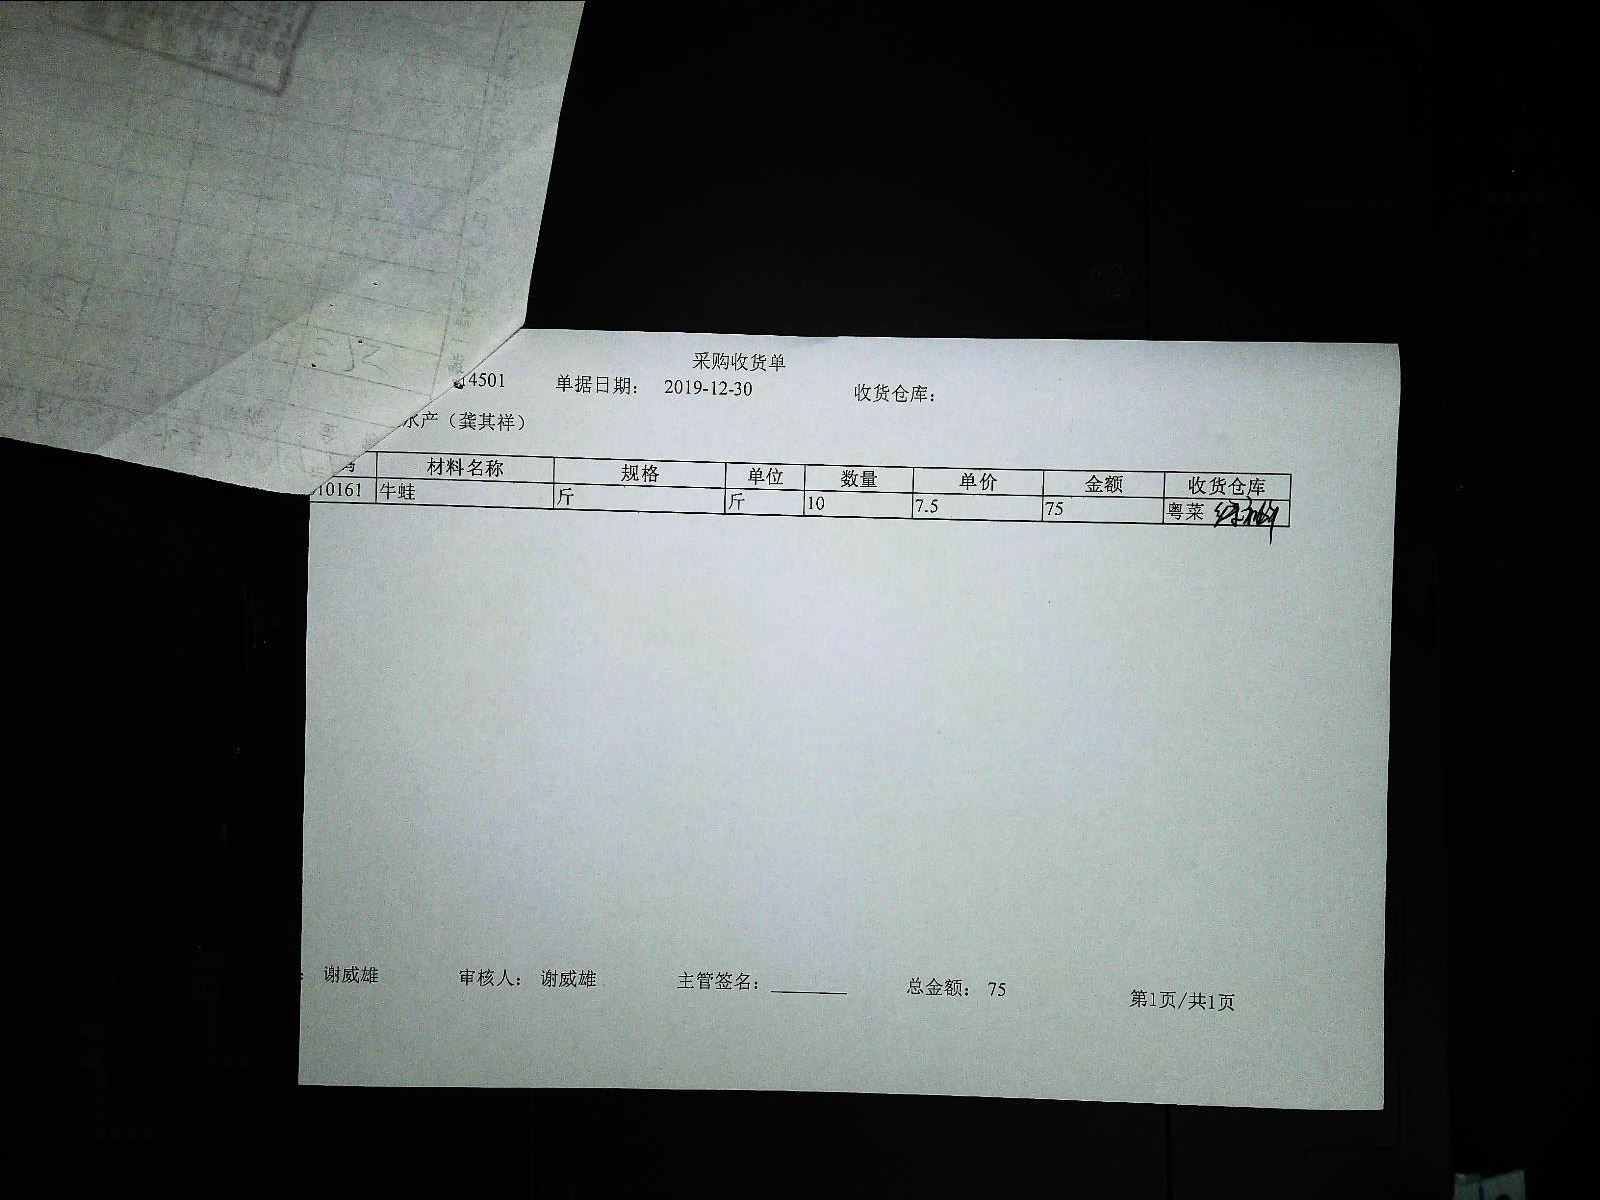 采购收货单
14501 单据日期： 2019-12-30 收货仓库：
水产（龚其祥）
材料名称 规格 单位 数量 单价 金额 收货仓库
10161 牛蛙 斤 斤 10 7.5 75 粤菜
： 谢威雄 审核人： 谢威雄 主管签名： 总金额： 75 第1页/共1页